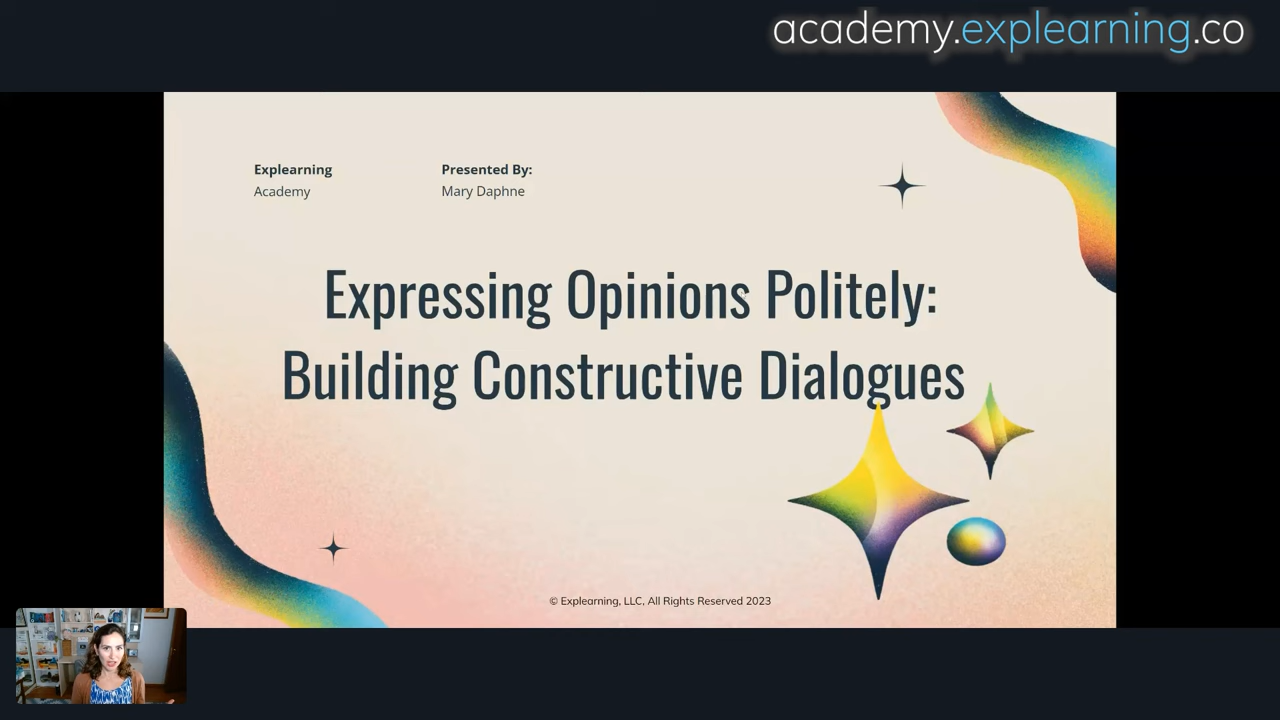 academy.explearning.co
Explearning
Academy
Presented By:
Mary Daphne
Expressing Opinions Politely:
Building Constructive Dialogues
© Explearning, LLC, All Rights Reserved 2023